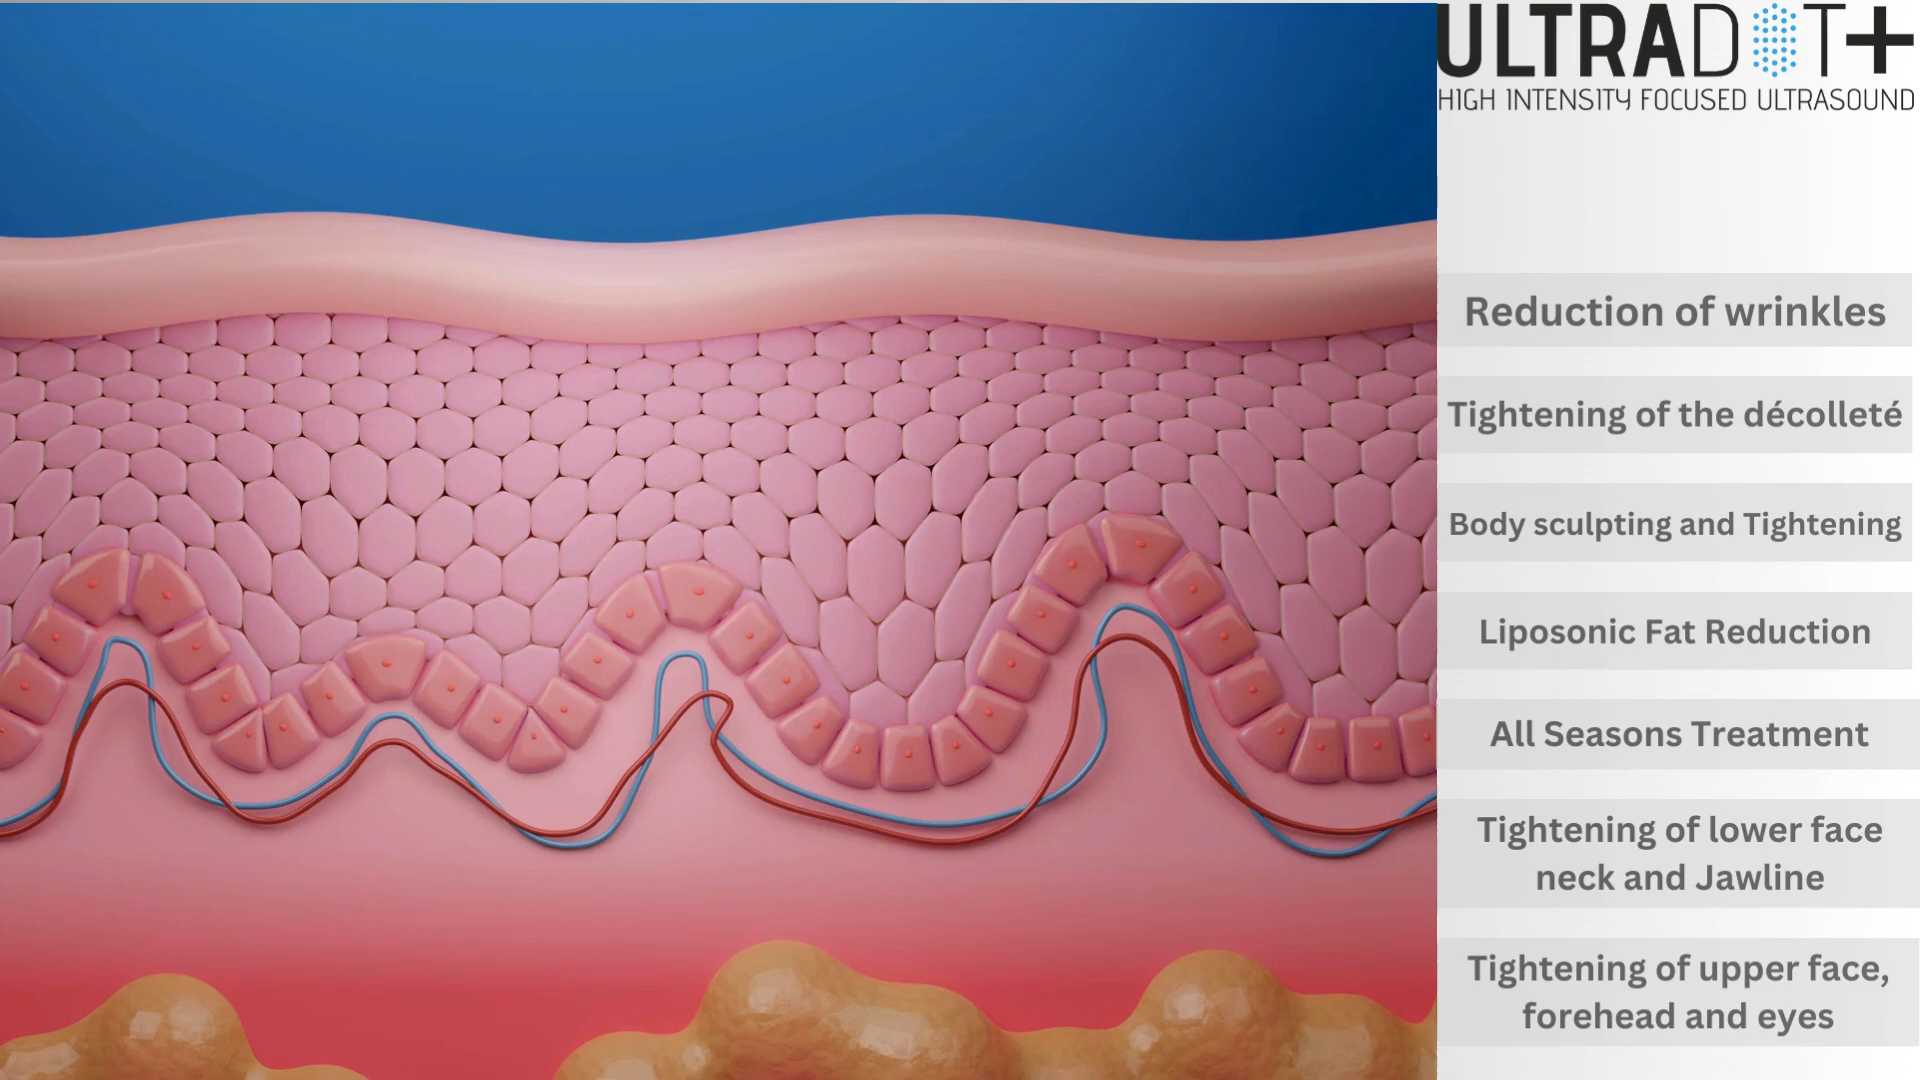 ULTRADOT+
HIGH INTENSITY FOCUSED ULTRASOUND
Reduction of wrinkles
Tightening of the décolleté
Body sculpting and Tightening
Liposonic Fat Reduction
All Seasons Treatment
Tightening of lower face
neck and Jawline
Tightening of upper face,
forehead and eyes